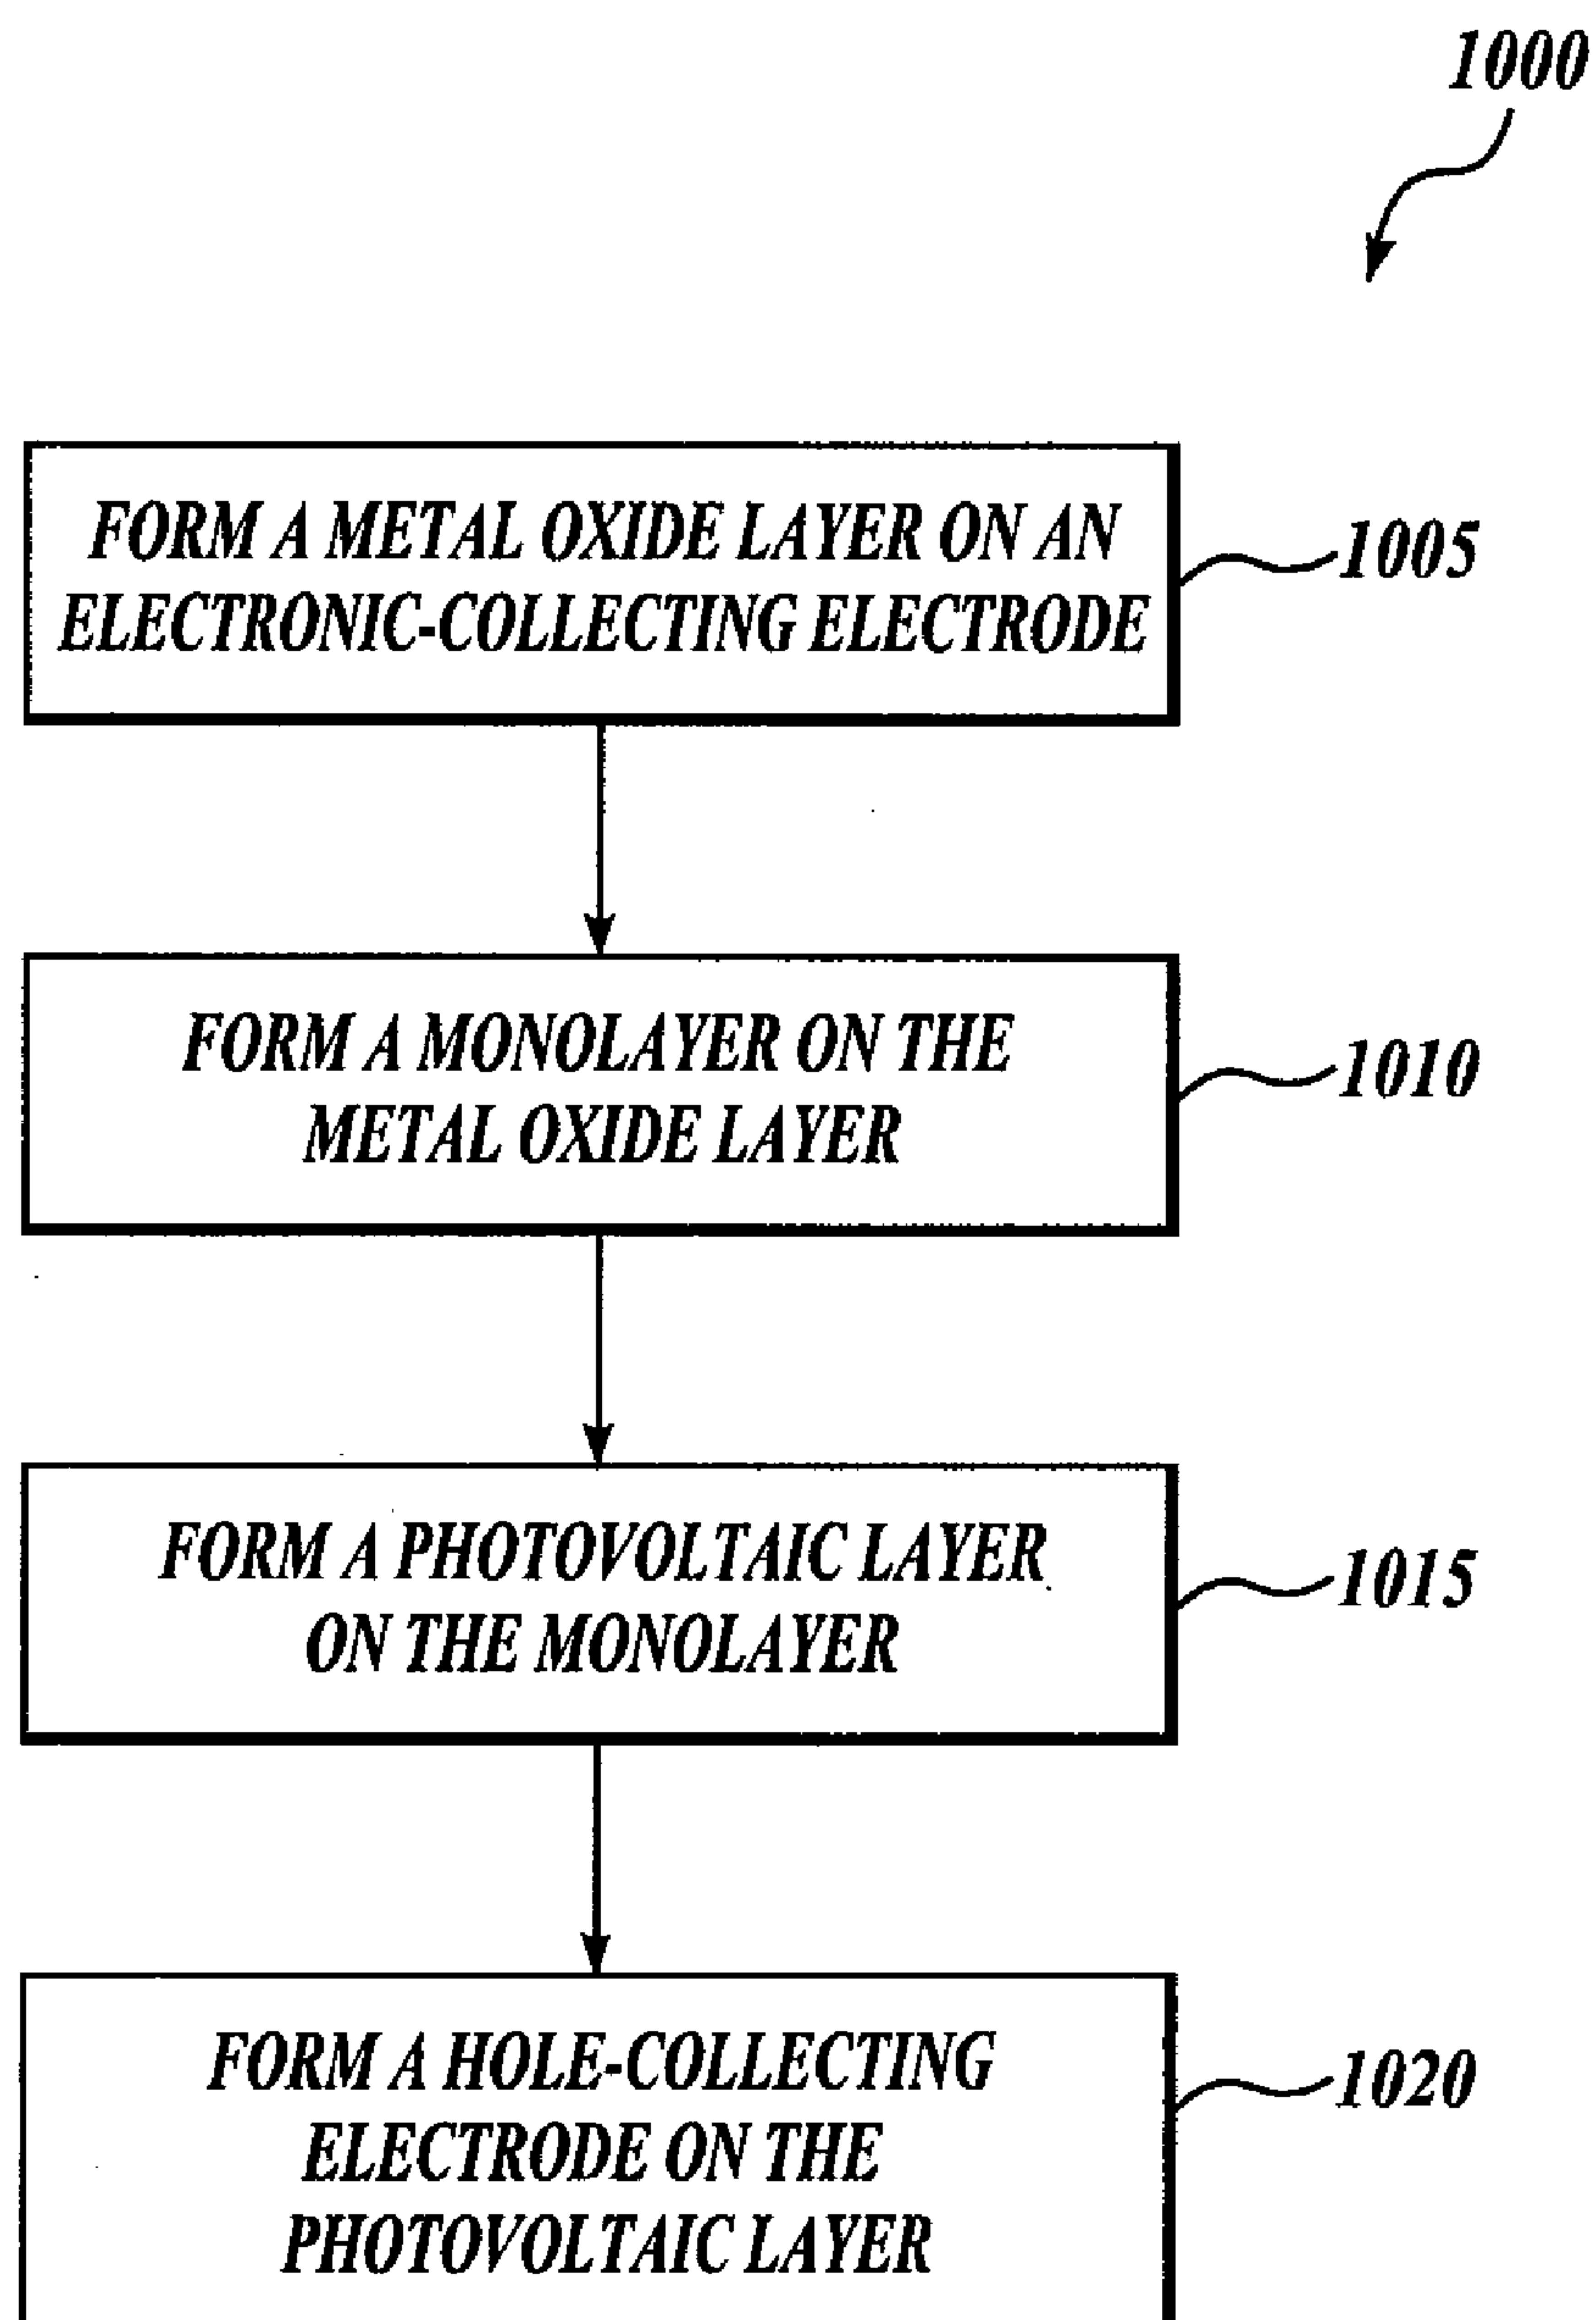 1000
FORM A METAL OXIDE LAYER ON AN
ELECTRONIC-COLLECTING ELECTRODE
1005
FORM A MONOLAYER ON THE
METAL OXIDE LAYER
1010
FORM A PHOTOVOLTAIC LAYER
ON THE MONOLAYER
1015
FORM A HOLE-COLLECTING
ELECTRODE ON THE
PHOTOVOLTAIC LAYER
1020